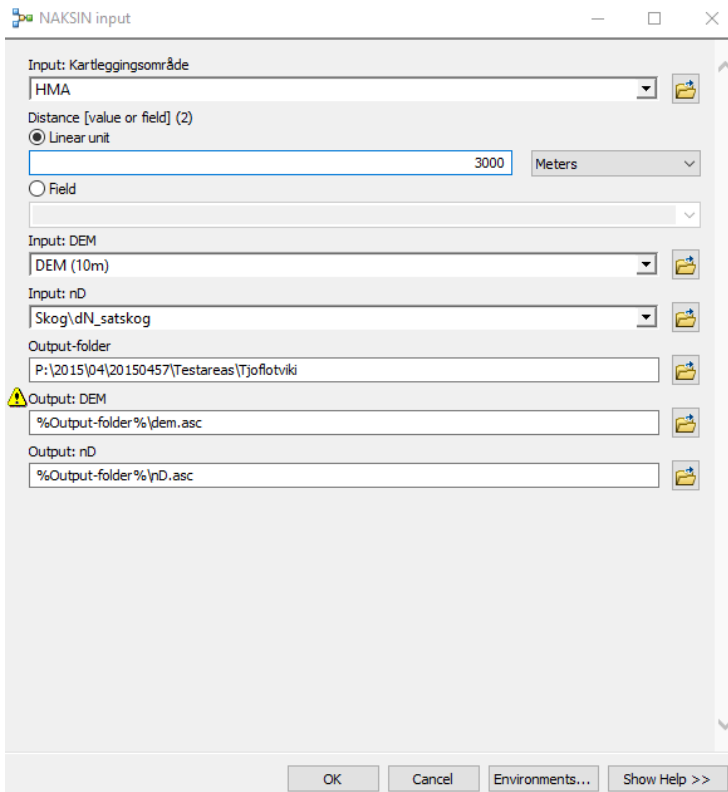 NAKSIN input
Input: Kartleggingsområde
HMA
Distance [value or field] (2)
Linear unit
3000 Meters
Field
Input: DEM
DEM (10m)
Input: nD
Skog\dN_satskog
Output-folder
P:\2015\04\20150457\Testareas\Tjoflotviki
Output: DEM
%Output-folder%\dem.asc
Output: nD
%Output-folder%\nD.asc
OK Cancel Environments... Show Help >>